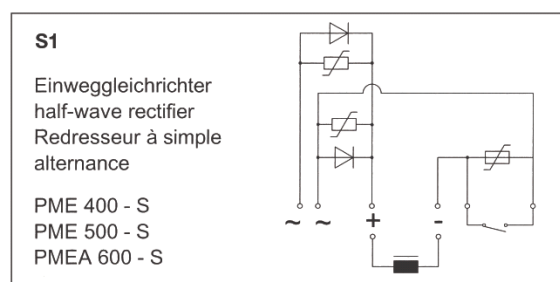 S1
Einweggleichrichter
half-wave rectifier
Redresseur à simple
alternance
PME 400 - S
PME 500 - S
PMEA 600 - S
~ ~ + -